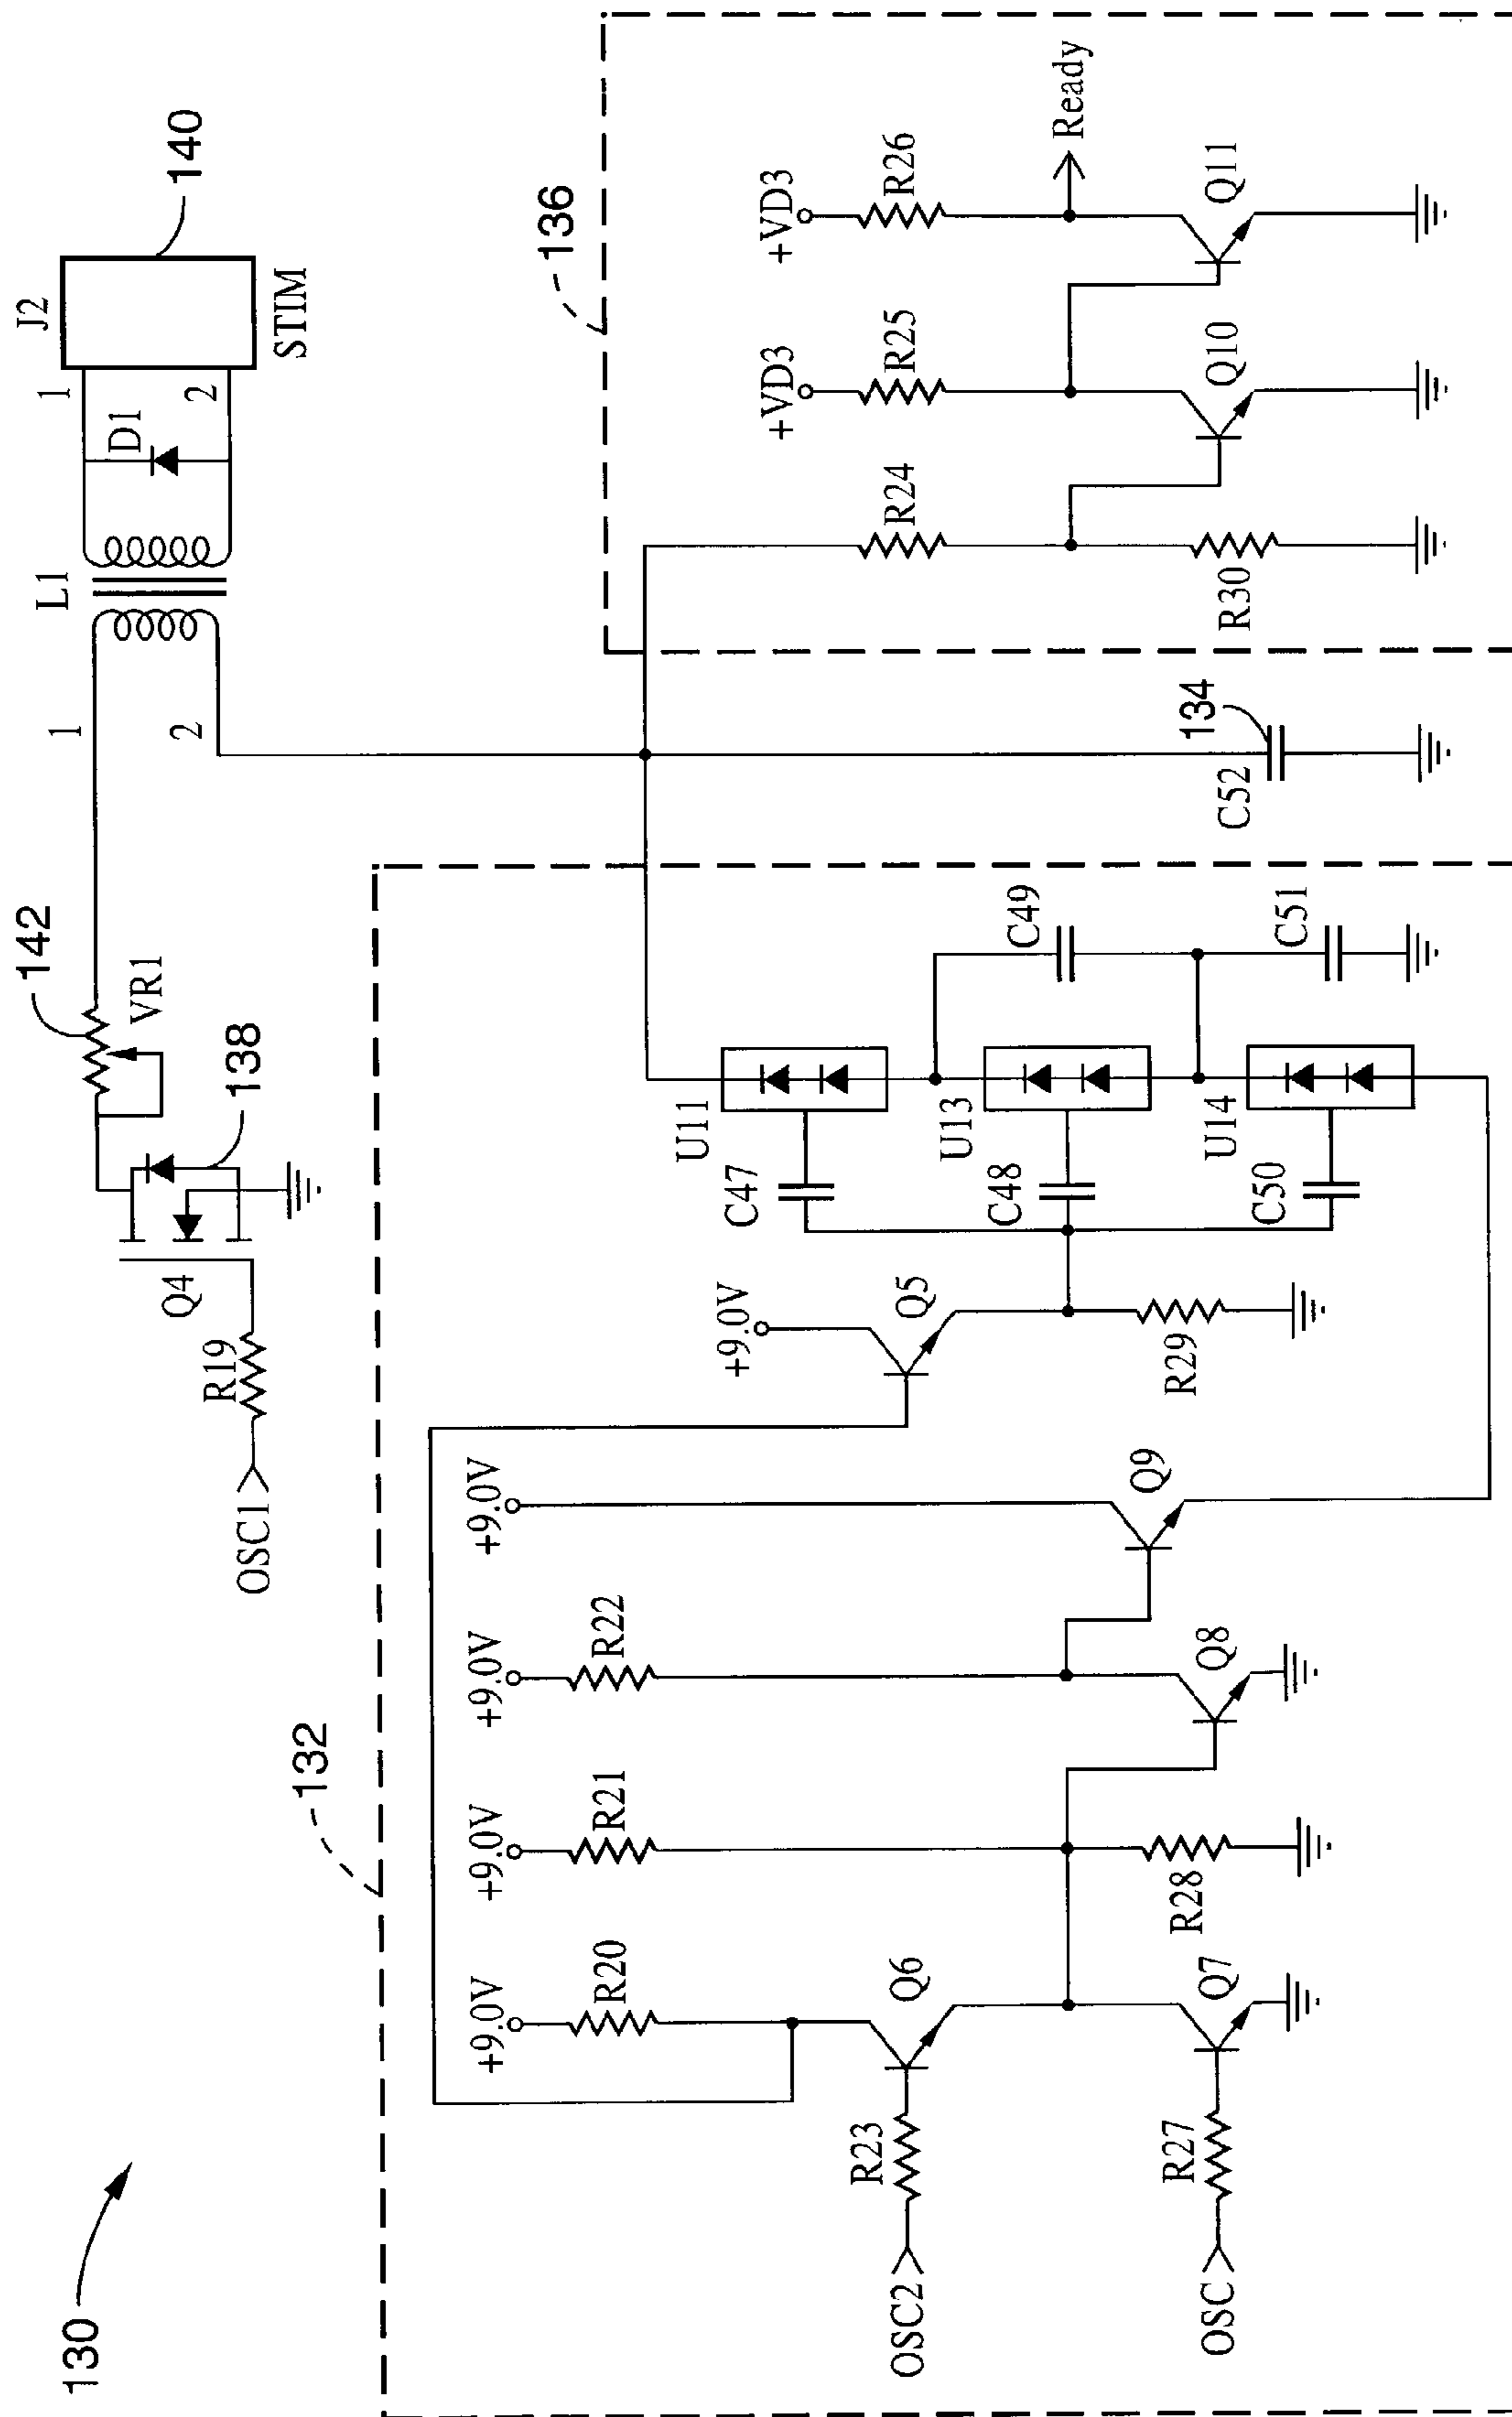 130
132
142
VR1
138
Q4
R19
OSC1
L1
1
2
J2
1
2
D1
STIM
140
136
+9.0V
R20
+9.0V
R21
+9.0V
R22
+9.0V
Q9
+9.0V
Q5
R29
OSC2
R23
Q6
OSC
R27
Q7
R28
Q8
U11
C47
U13
C48
U14
C50
C49
C51
134
C52
R24
R30
+VD3
R25
Q10
+VD3
R26
Ready
Q11